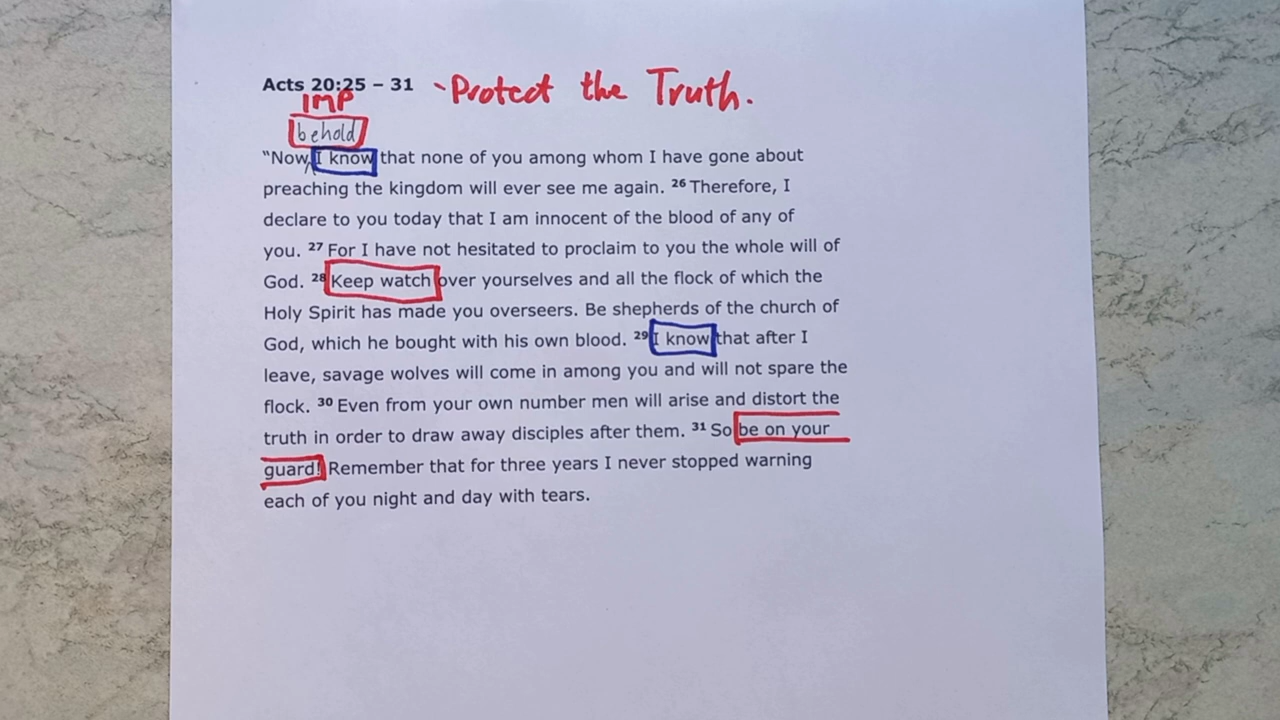 Acts 20:25 – 31 - Protect the Truth.
IMP
behold
“Now, I know that none of you among whom I have gone about
preaching the kingdom will ever see me again. 26 Therefore, I
declare to you today that I am innocent of the blood of any of
you. 27 For I have not hesitated to proclaim to you the whole will of
God. 28 Keep watch over yourselves and all the flock of which the
Holy Spirit has made you overseers. Be shepherds of the church of
God, which he bought with his own blood. 29 I know that after I
leave, savage wolves will come in among you and will not spare the
flock. 30 Even from your own number men will arise and distort the
truth in order to draw away disciples after them. 31 So be on your
guard! Remember that for three years I never stopped warning
each of you night and day with tears.